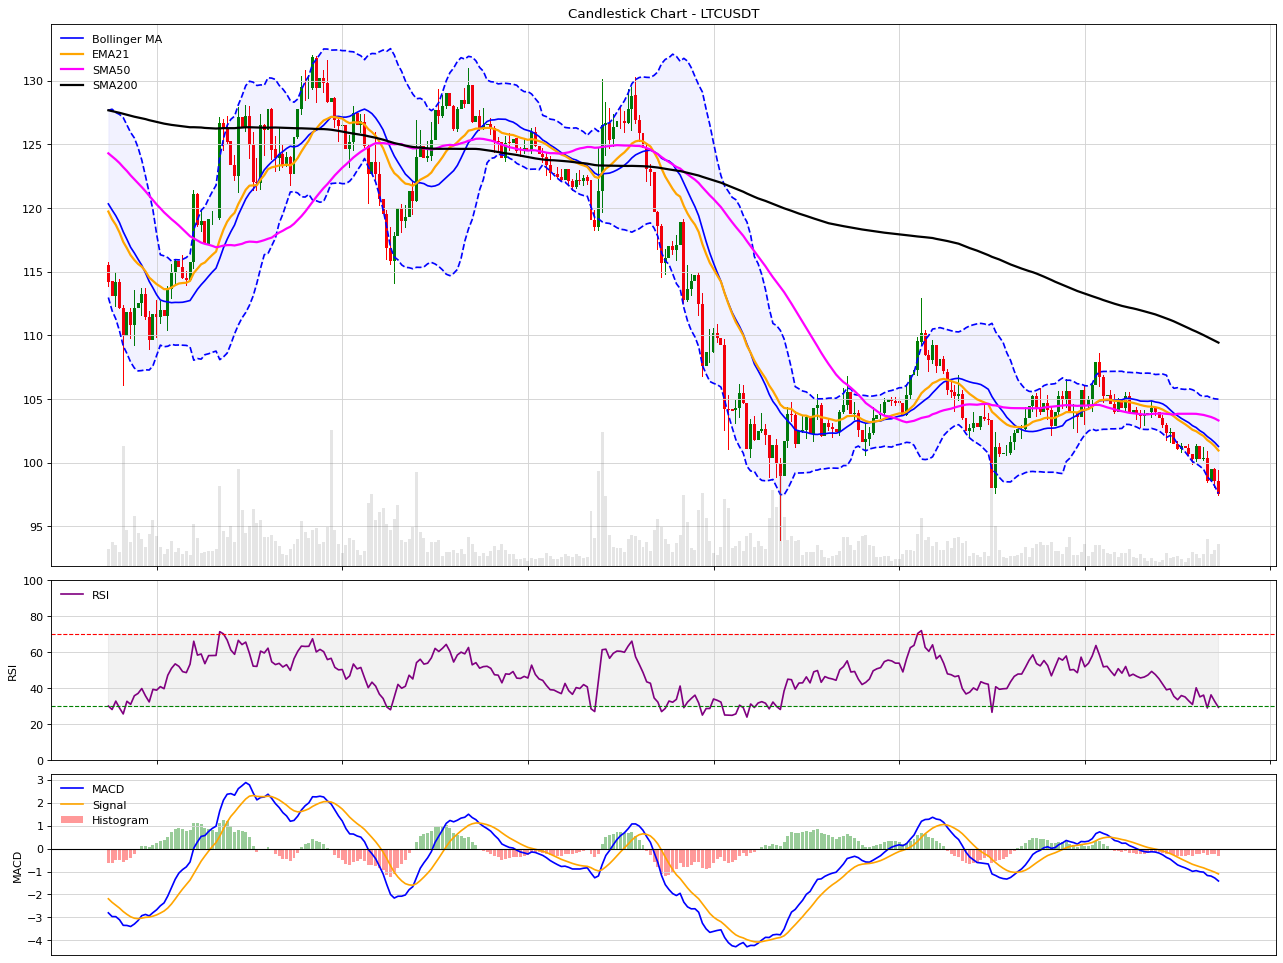 Candlestick Chart - LTCUSDT
Bollinger MA
EMA21
SMA50
SMA200
130
125
120
115
110
105
100
95
100
80
60
40
20
0
RSI
RSI
3
2
1
0
−1
−2
−3
−4
MACD
MACD
Signal
Histogram